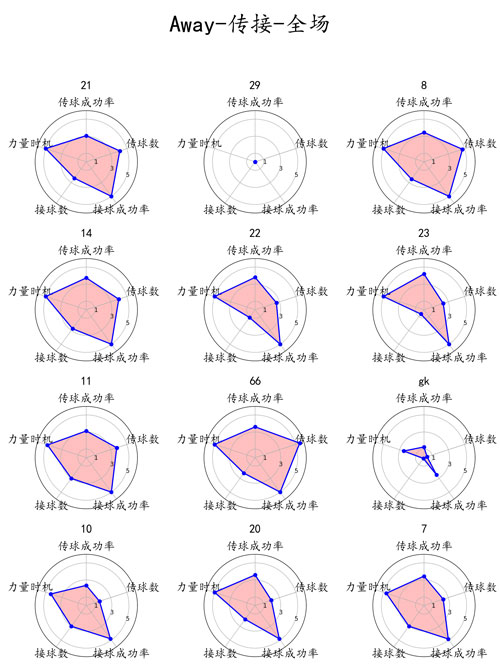 Away-传接-全场
21
传球成功率
力量时机
传球数
1
3
5
接球数
接球成功率
29
传球成功率
力量时机
传球数
1
3
5
接球数
接球成功率
8
传球成功率
力量时机
传球数
1
3
5
接球数
接球成功率
14
传球成功率
力量时机
传球数
1
3
5
接球数
接球成功率
22
传球成功率
力量时机
传球数
1
3
5
接球数
接球成功率
23
传球成功率
力量时机
传球数
1
3
5
接球数
接球成功率
11
传球成功率
力量时机
传球数
1
3
5
接球数
接球成功率
66
传球成功率
力量时机
传球数
1
3
5
接球数
接球成功率
gk
传球成功率
力量时机
传球数
1
3
5
接球数
接球成功率
10
传球成功率
力量时机
传球数
1
3
5
接球数
接球成功率
20
传球成功率
力量时机
传球数
1
3
5
接球数
接球成功率
7
传球成功率
力量时机
传球数
1
3
5
接球数
接球成功率